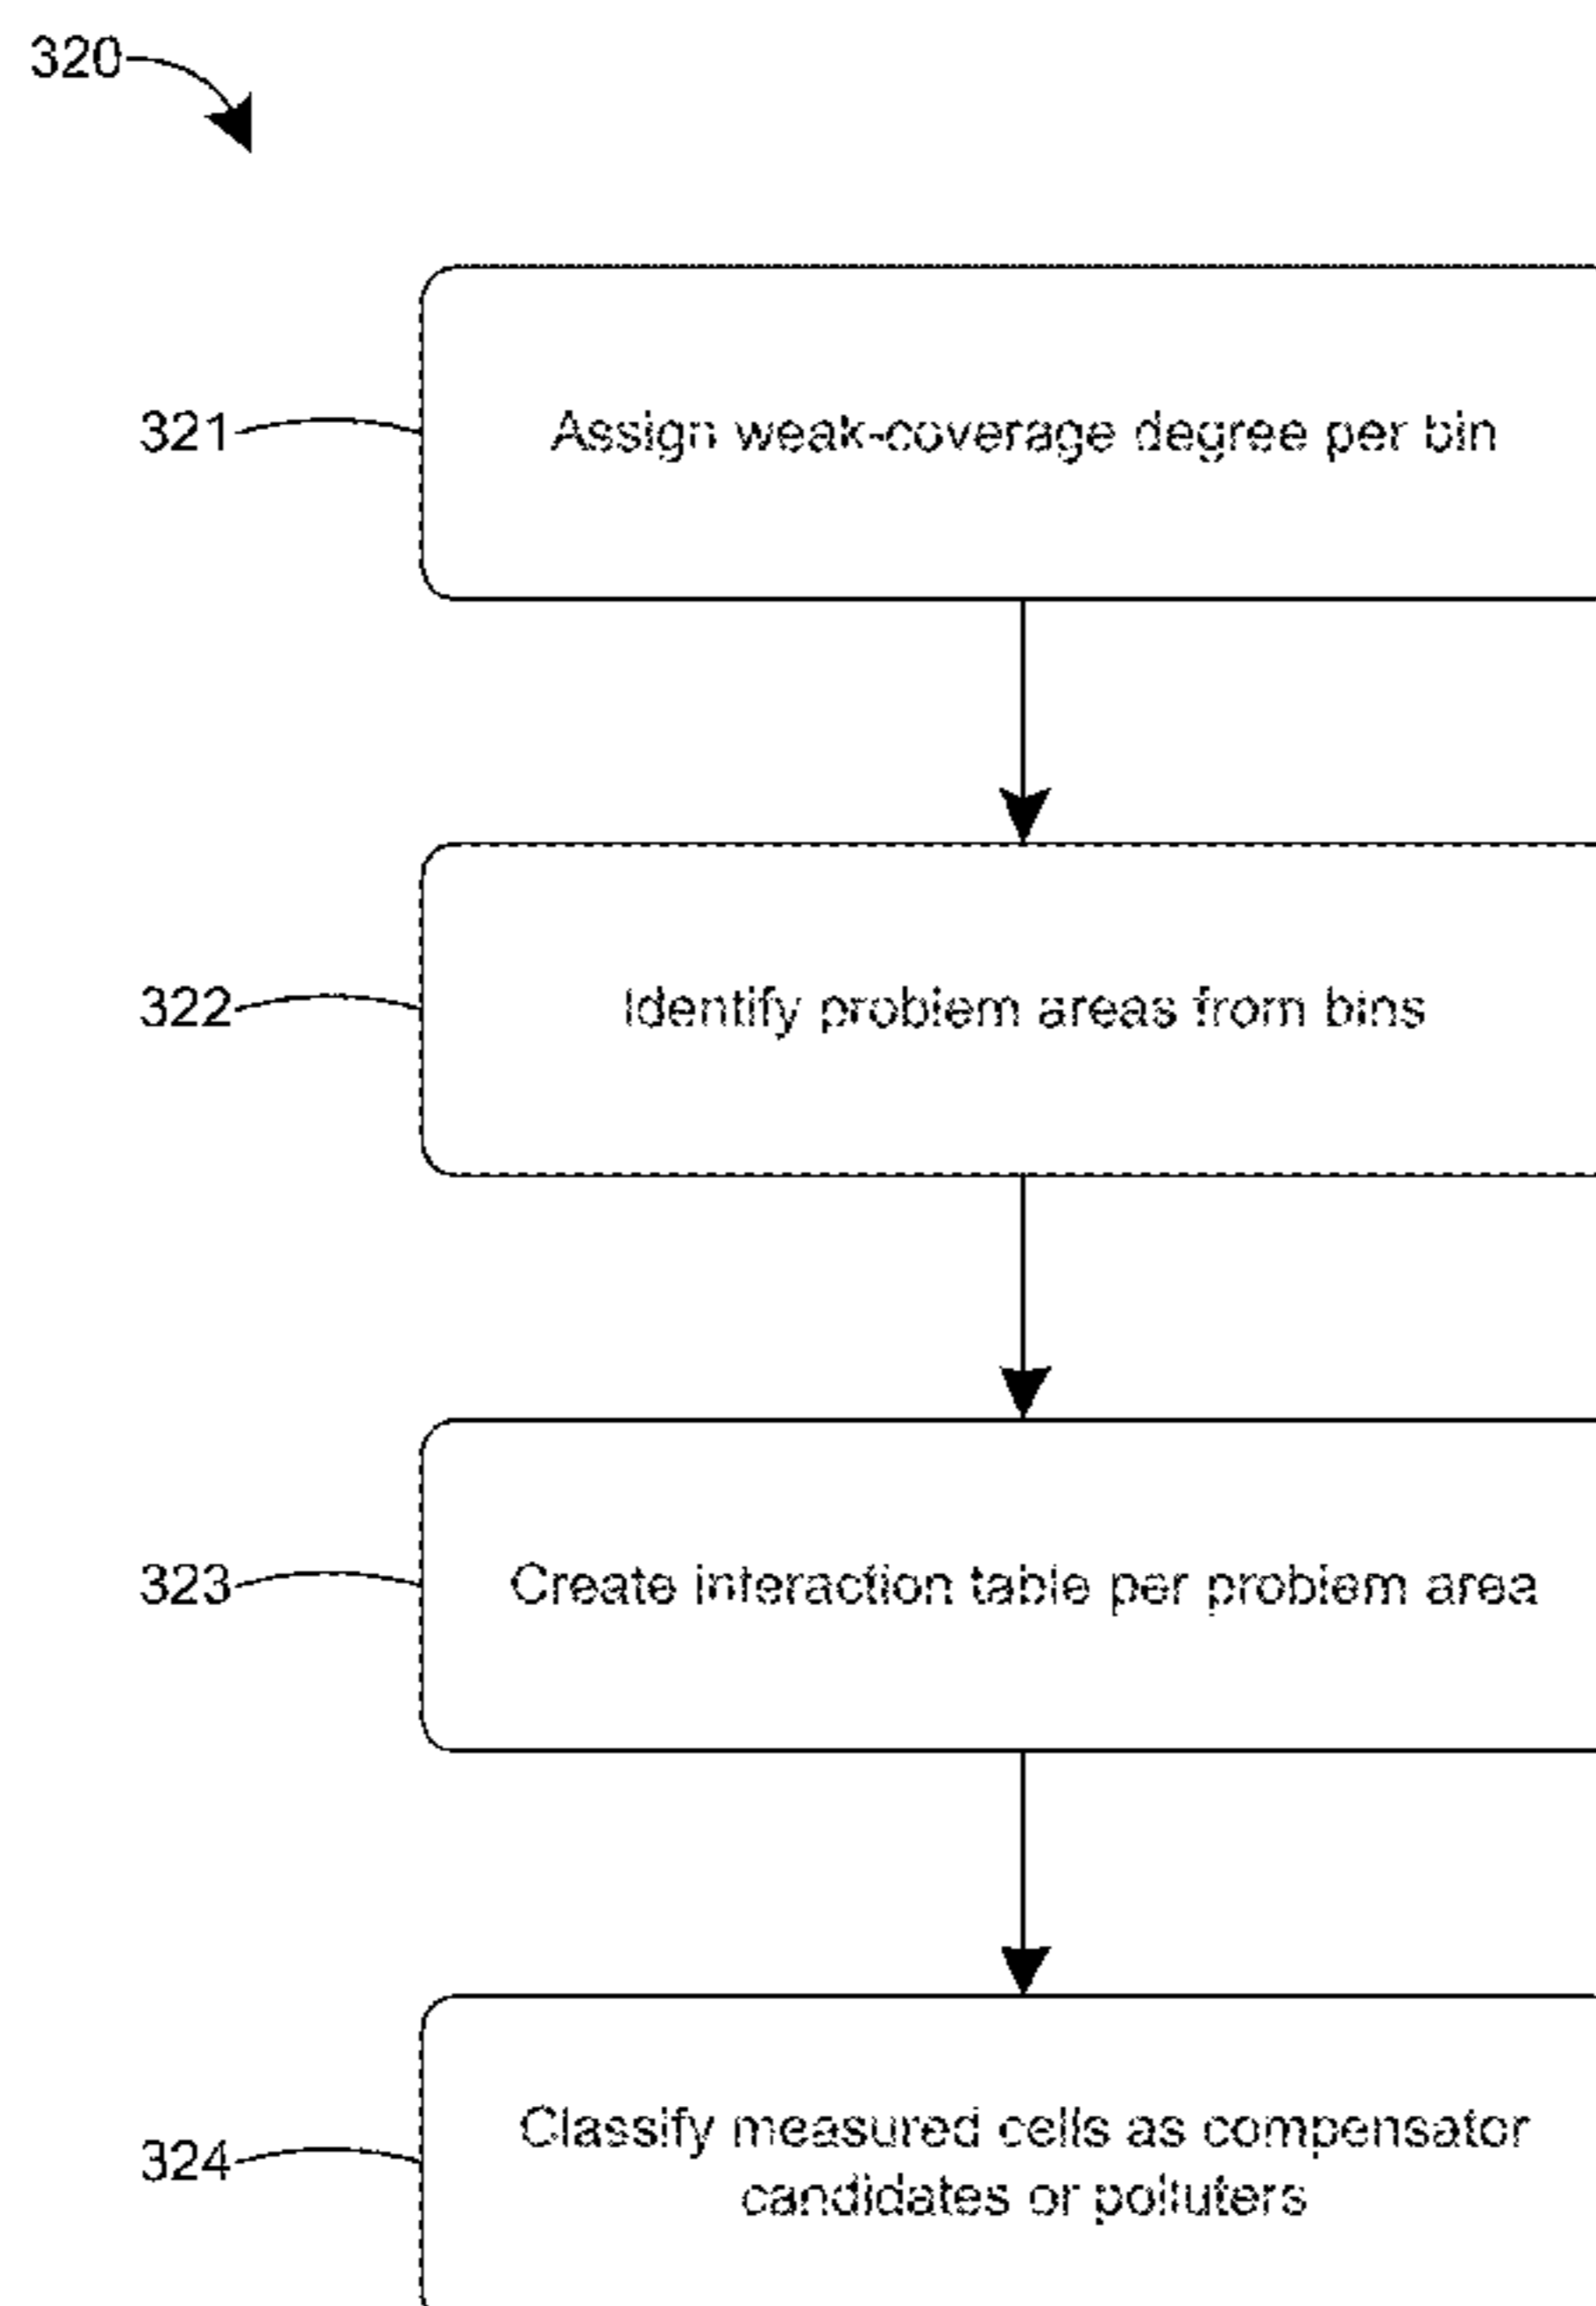 320
321
Assign weak-coverage degree per bin
322
Identify problem areas from bins
323
Create interaction table per problem area
324
Classify measured cells as compensator
candidates or polluters